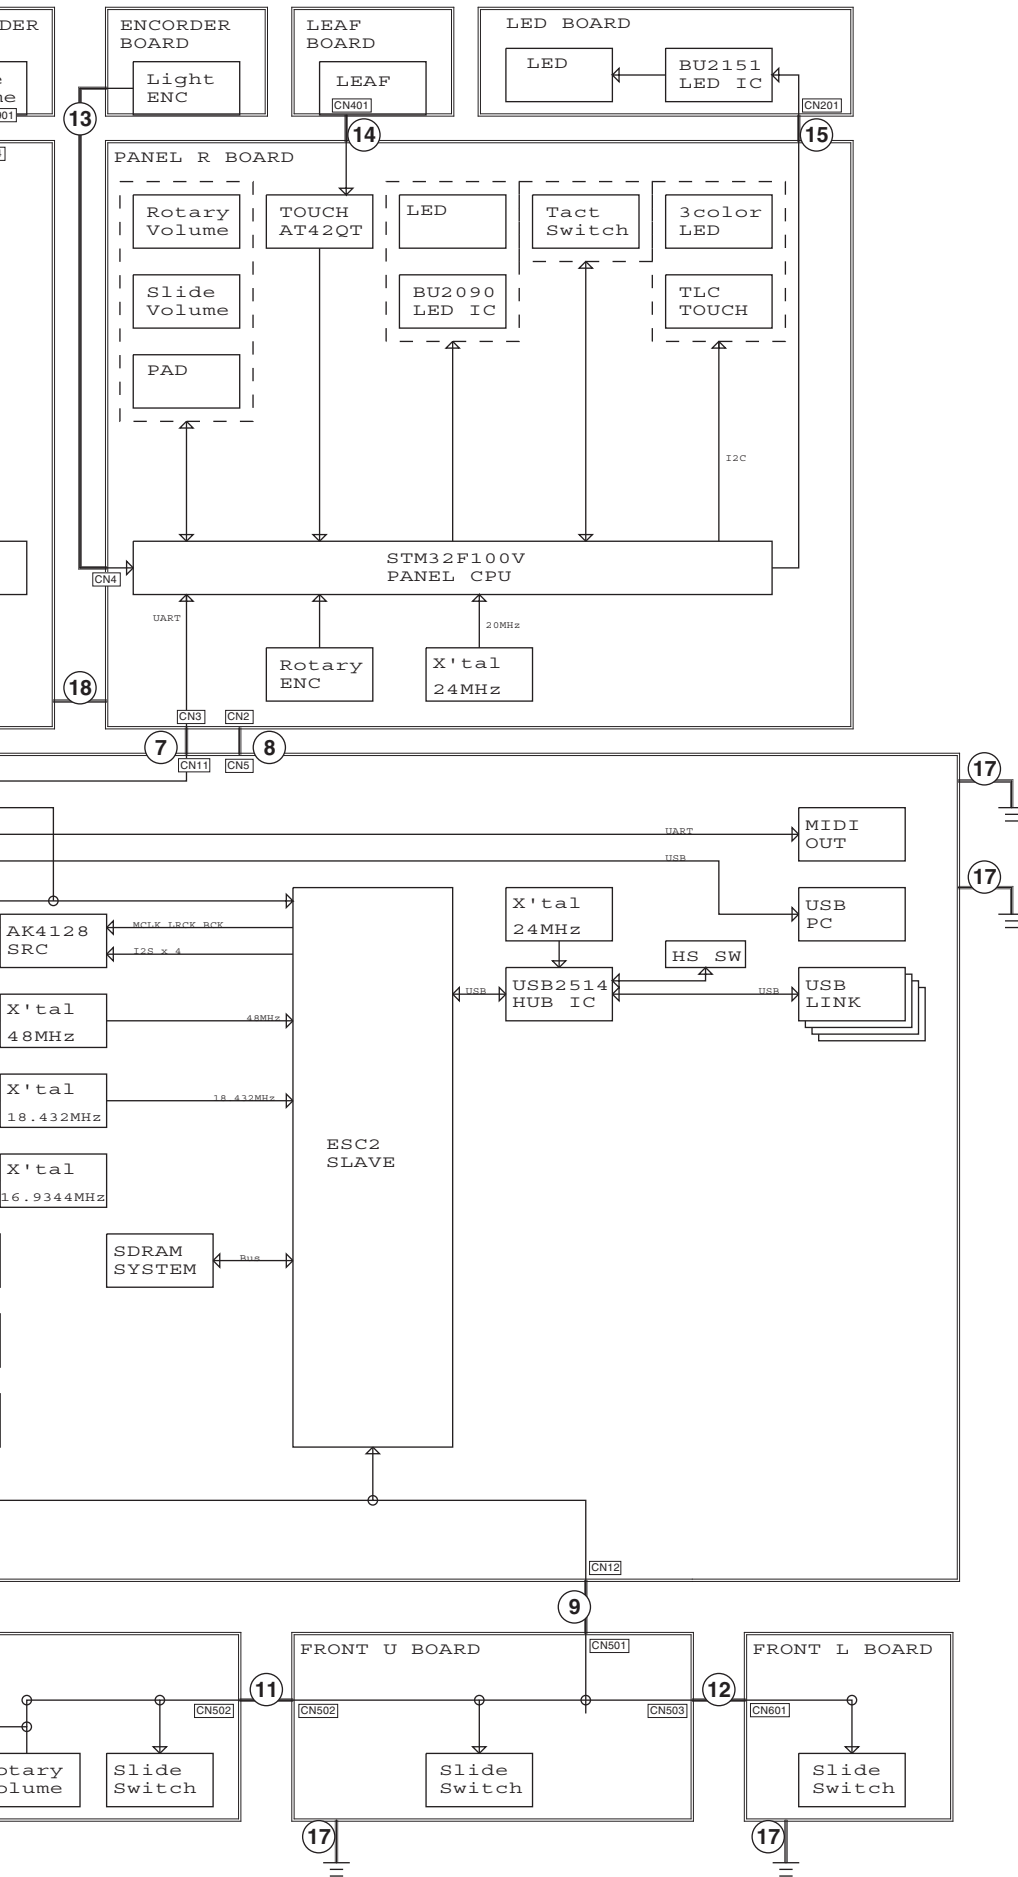 DER
ENCORDER
BOARD
Light
ENC
LEAF
BOARD
LEAF
CN401
LED BOARD
LED
BU2151
LED IC
CN201
13
14
15
PANEL R BOARD
Rotary
Volume
Slide
Volume
PAD
TOUCH
AT42QT
LED
BU2090
LED IC
Tact
Switch
3color
LED
TLC
TOUCH
I2C
STM32F100V
PANEL CPU
CN4
UART
Rotary
ENC
20MHz
X'tal
24MHz
18
CN3
CN2
7
8
CN11
CN5
17
UART
MIDI
OUT
USB
USB
PC
17
AK4128
SRC
MCLK LRCK BCK
I2S x 4
X'tal
24MHz
HS SW
USB
USB2514
HUB IC
USB
USB
LINK
X'tal
48MHz
48MHz
X'tal
18.432MHz
18.432MHz
ESC2
SLAVE
X'tal
16.9344MHz
SDRAM
SYSTEM
Bus
CN12
9
FRONT U BOARD
CN501
FRONT L BOARD
11
12
CN502
CN502
CN503
CN601
otary
olume
Slide
Switch
Slide
Switch
Slide
Switch
17
17